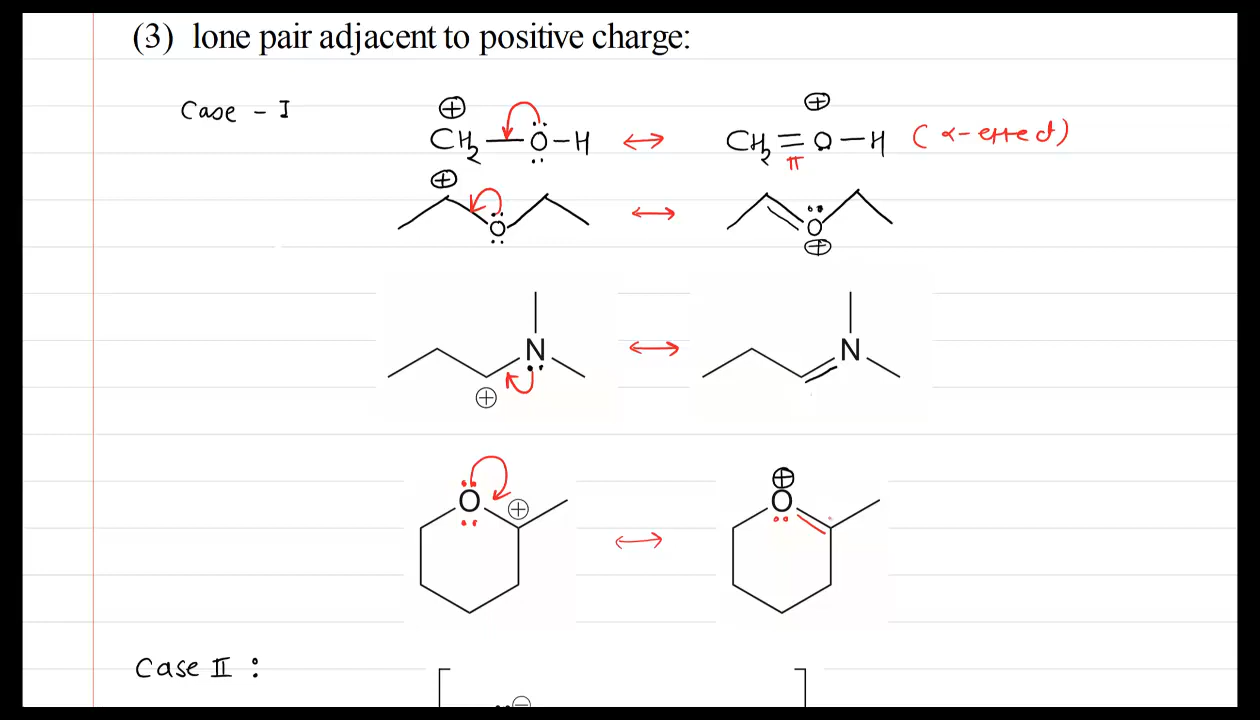 (3) lone pair adjacent to positive charge:
Case - I
⊕ ⊕
CH2 — Ö — H ↔ CH2 = O — H (α-effect)
π
⊕
O ↔ O
⊕
N ↔ N
⊕
⊕
O ⊕ ↔ O
Case II :
⊖